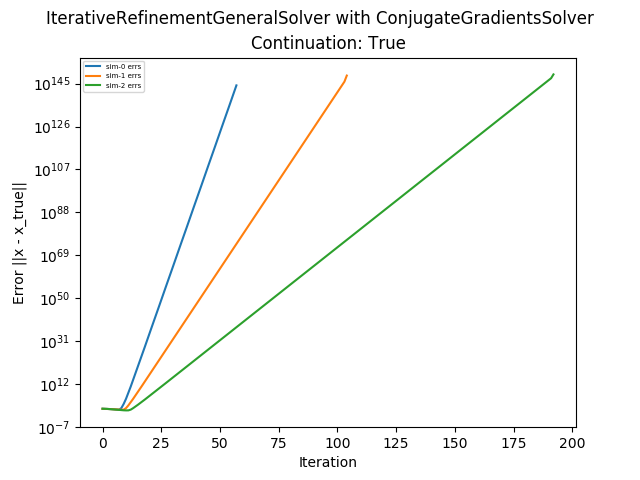 IterativeRefinementGeneralSolver with ConjugateGradientsSolver
Continuation: True
sim-0 errs
sim-1 errs
sim-2 errs
10^145
10^126
10^107
10^88
10^69
10^50
10^31
10^12
10^−7
Error ||x - x_true||
0 25 50 75 100 125 150 175 200
Iteration